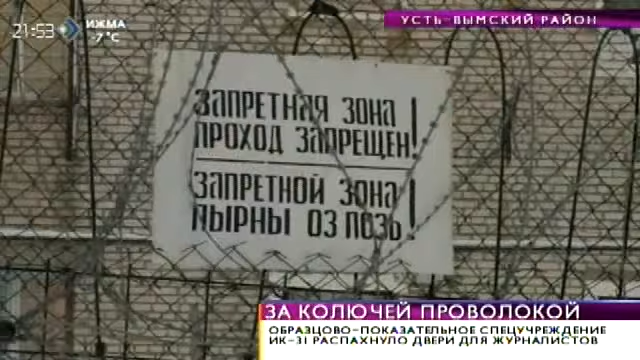 21:53
ИЖМА
-7°C
УСТЬ-ВЫМСКИЙ РАЙОН
ЗАПРЕТНАЯ ЗОНА!
ПРОХОД ЗАПРЕЩЕН!
ЗАПРЕТНОЙ ЗОНА!
ПЫРНЫ ОЗ ПОЗЬ!
ЗА КОЛЮЧЕЙ ПРОВОЛОКОЙ
ОБРАЗЦОВО-ПОКАЗАТЕЛЬНОЕ СПЕЦУЧРЕЖДЕНИЕ
ИК-31 РАСПАХНУЛО ДВЕРИ ДЛЯ ЖУРНАЛИСТОВ